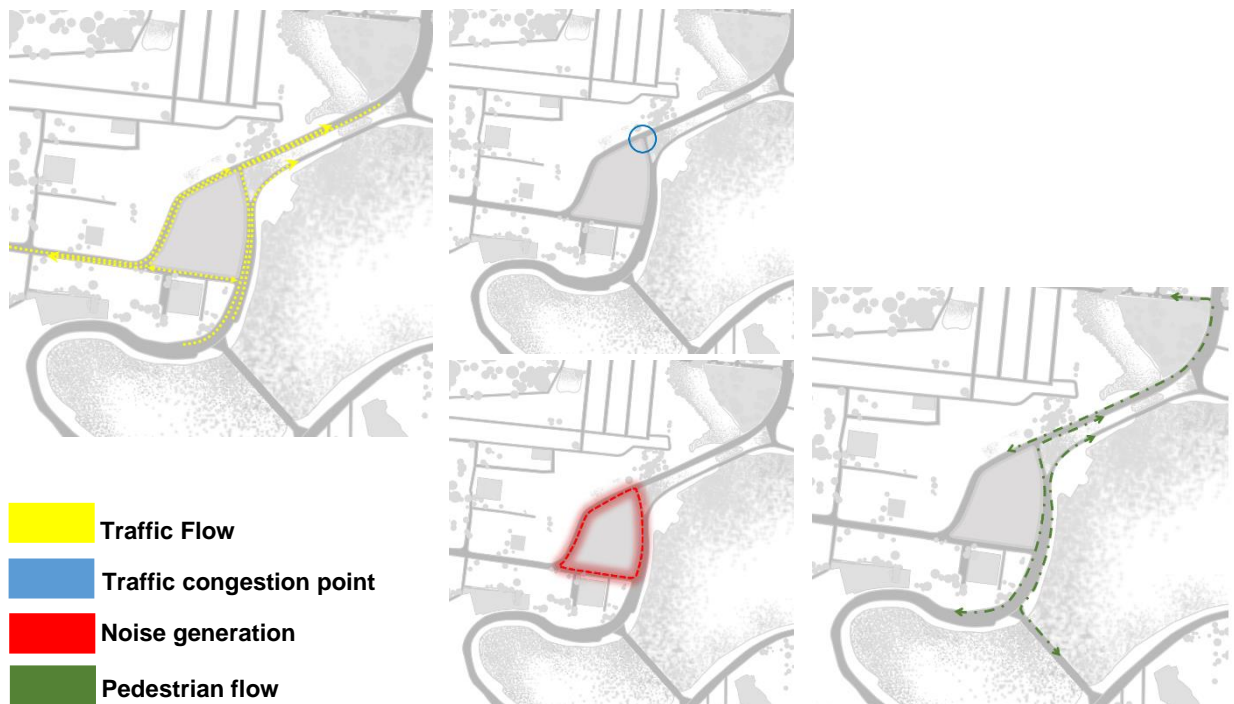 Traffic Flow
Traffic congestion point
Noise generation
Pedestrian flow